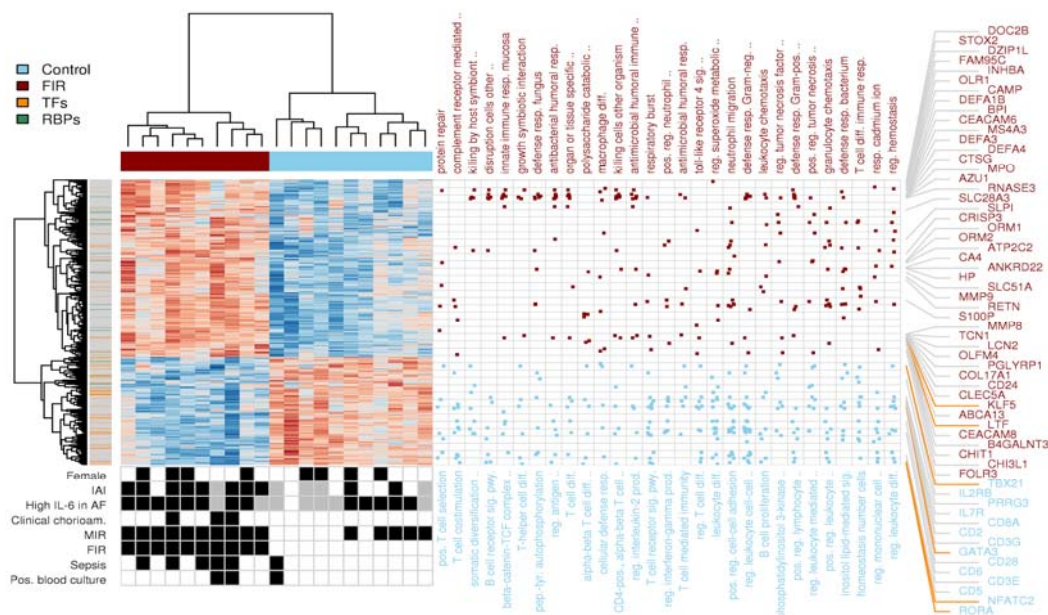 Control
FIR
TFs
RBPs
protein repair
complement receptor mediated ..
killing by host symbiont ..
disruption cells other ..
innate immune resp. mucosa
growth symbiotic interaction
defense resp. fungus
antibacterial humoral resp.
organ or tissue specific ..
polysaccharide catabolic ..
macrophage diff.
killing cells other organism
antimicrobial humoral immune ..
respiratory burst
pos. reg. neutrophil ..
antimicrobial humoral resp.
toll-like receptor 4 sig. ..
reg. superoxide metabolic ..
neutrophil migration
defense resp. Gram-neg. ..
leukocyte chemotaxis
reg. tumor necrosis factor ..
defense resp. Gram-pos. ..
pos. reg. tumor necrosis ..
granulocyte chemotaxis
defense resp. bacterium
T cell diff. immune resp.
resp. cadmium ion
reg. hemostasis
DOC2B
STOX2
DZIP1L
FAM95C
INHBA
OLR1
CAMP
DEFA1B
BPI
CEACAM6
MS4A3
DEFA3
DEFA4
CTSG
MPO
AZU1
RNASE3
SLC28A3
SLPI
CRISP3
ORM1
ORM2
ATP2C2
CA4
ANKRD22
HP
SLC51A
MMP9
RETN
S100P
MMP8
TCN1
LCN2
OLFM4
PGLYRP1
COL17A1
CD24
CLEC5A
KLF5
ABCA13
LTF
CEACAM8
B4GALNT3
CHIT1
CHI3L1
FOLR3
TBX21
IL2RB
PRRG3
IL7R
CD8A
CD2
CD3G
GATA3
CD28
CD6
CD3E
CD5
NFATC2
RORA
Female
IAI
High IL-6 in AF
Clinical chorioam.
MIR
FIR
Sepsis
Pos. blood culture
pos. T cell selection
T cell costimulation
somatic diversification ..
B cell receptor sig. pwy
beta-catenin-TCF complex ..
T-helper cell diff
pep.-tyr. autophosphorylation
reg. antigen ..
T cell diff.
alpha-beta T cell diff.
cellular defense resp.
CD4-pos., alpha-beta T cell..
reg. interleukin-2 prod.
T cell receptor sig. pwy
reg. interferon-gamma prod.
T cell mediated immunity
reg. T cell diff.
leukocyte diff.
pos. reg. cell-cell adhesion
reg. leukocyte cell-cell ..
B cell proliferation
phosphatidylinositol 3-kinase ..
pos. reg. lymphocyte ..
reg. leukocyte mediated ..
pos. reg. leukocyte ..
inositol lipid-mediated sig.
homeostasis number cells
reg. mononuclear cell ..
reg. leukocyte diff.